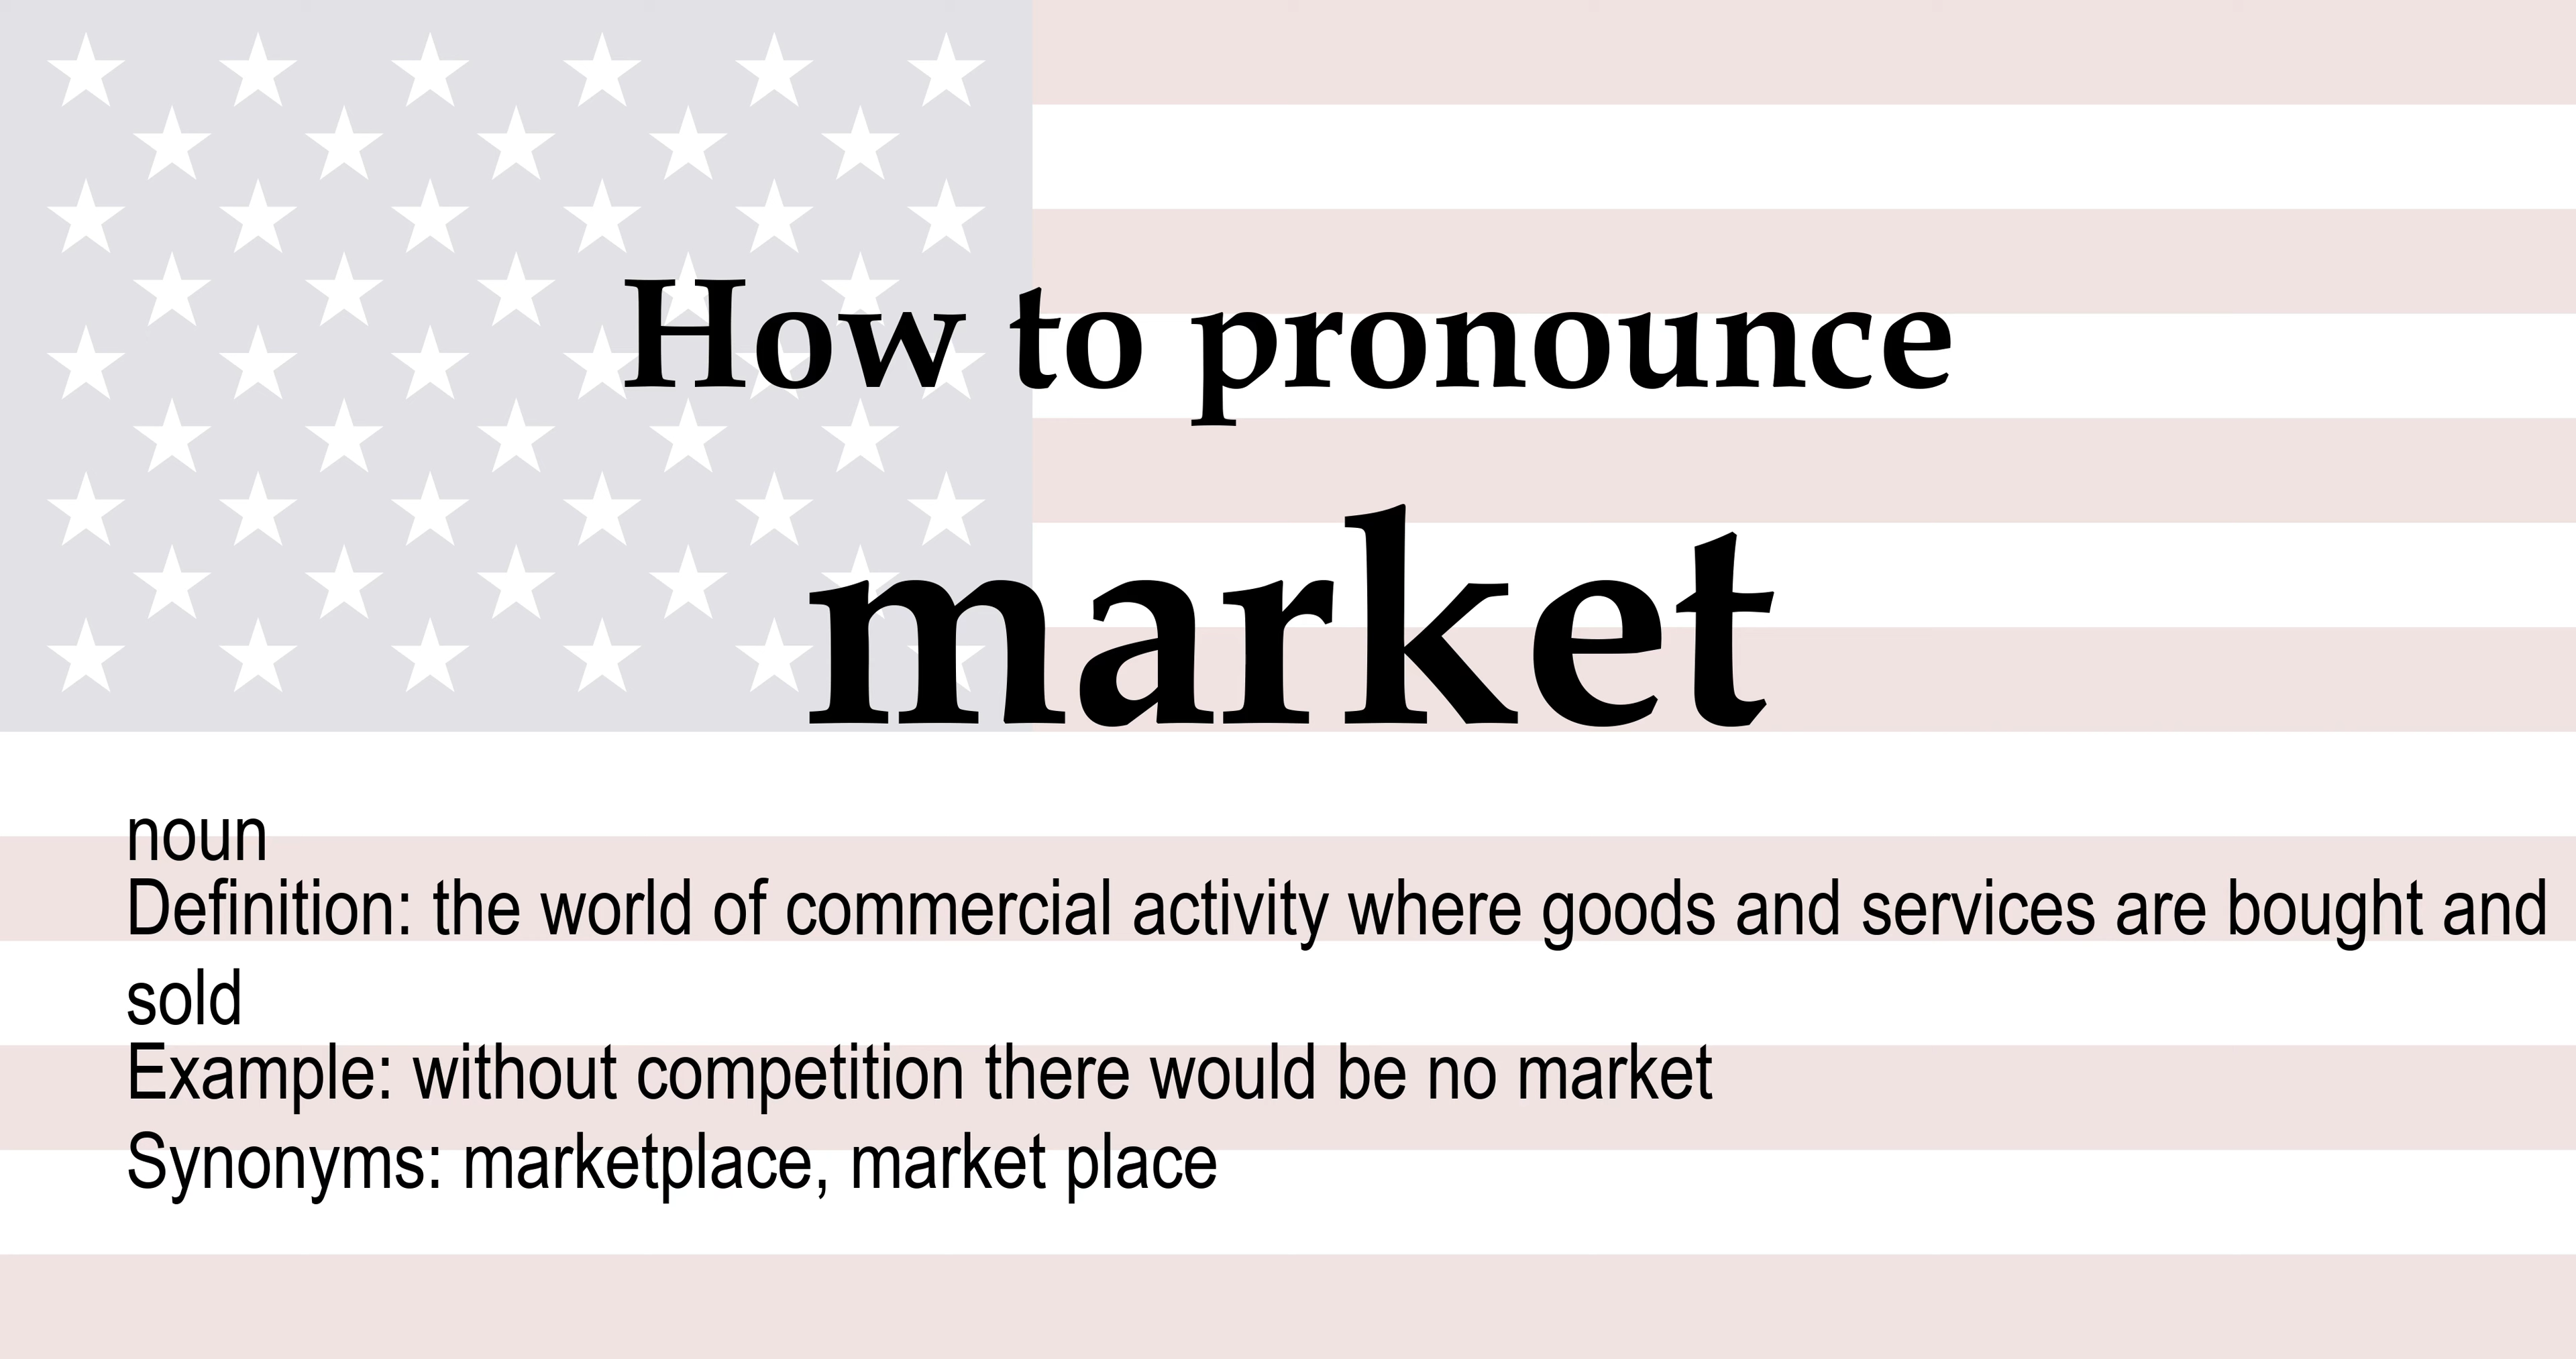 How to pronounce
market
noun
Definition: the world of commercial activity where goods and services are bought and
sold
Example: without competition there would be no market
Synonyms: marketplace, market place